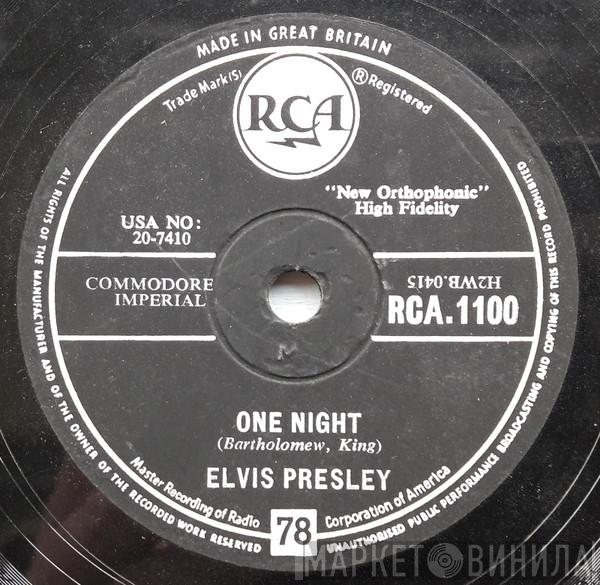 MADE IN GREAT BRITAIN
Trade Mark(S) ® Registered
RCA
"New Orthophonic"
High Fidelity
USA NO:
20-7410
COMMODORE
IMPERIAL
H2WB.0415
RCA.1100
ONE NIGHT
(Bartholomew, King)
ELVIS PRESLEY
Master Recording of Radio Corporation of America
78
ALL RIGHTS OF THE MANUFACTURER AND OF THE OWNER OF THE RECORDED WORK RESERVED
UNAUTHORISED PUBLIC PERFORMANCE BROADCASTING AND COPYING OF THIS RECORD PROHIBITED
МАРКЕТ ВИНИЛА